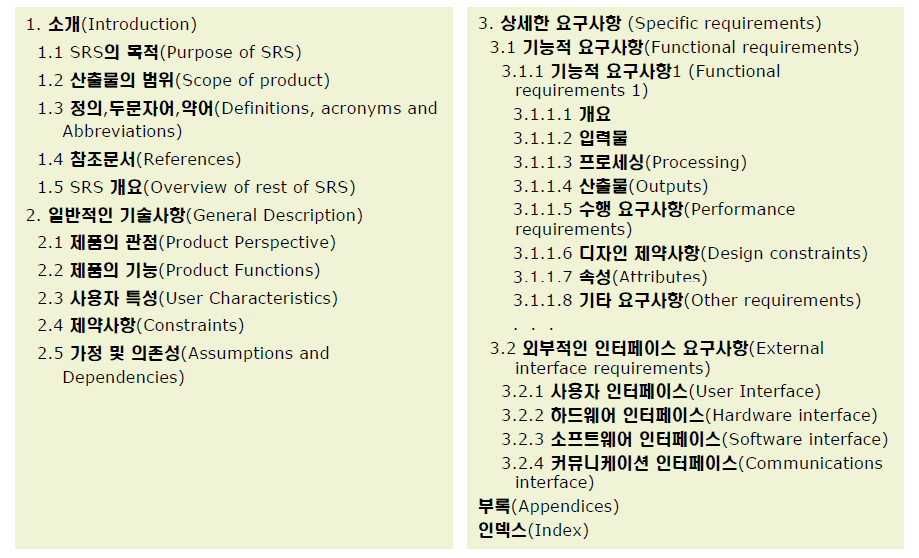 1. 소개(Introduction)
1.1 SRS의 목적(Purpose of SRS)
1.2 산출물의 범위(Scope of product)
1.3 정의,두문자어,약어(Definitions, acronyms and
Abbreviations)
1.4 참조문서(References)
1.5 SRS 개요(Overview of rest of SRS)
2. 일반적인 기술사항(General Description)
2.1 제품의 관점(Product Perspective)
2.2 제품의 기능(Product Functions)
2.3 사용자 특성(User Characteristics)
2.4 제약사항(Constraints)
2.5 가정 및 의존성(Assumptions and
Dependencies)
3. 상세한 요구사항 (Specific requirements)
3.1 기능적 요구사항(Functional requirements)
3.1.1 기능적 요구사항1 (Functional
requirements 1)
3.1.1.1 개요
3.1.1.2 입력물
3.1.1.3 프로세싱(Processing)
3.1.1.4 산출물(Outputs)
3.1.1.5 수행 요구사항(Performance
requirements)
3.1.1.6 디자인 제약사항(Design constraints)
3.1.1.7 속성(Attributes)
3.1.1.8 기타 요구사항(Other requirements)
. . .
3.2 외부적인 인터페이스 요구사항(External
interface requirements)
3.2.1 사용자 인터페이스(User Interface)
3.2.2 하드웨어 인터페이스(Hardware interface)
3.2.3 소프트웨어 인터페이스(Software interface)
3.2.4 커뮤니케이션 인터페이스(Communications
interface)
부록(Appendices)
인덱스(Index)